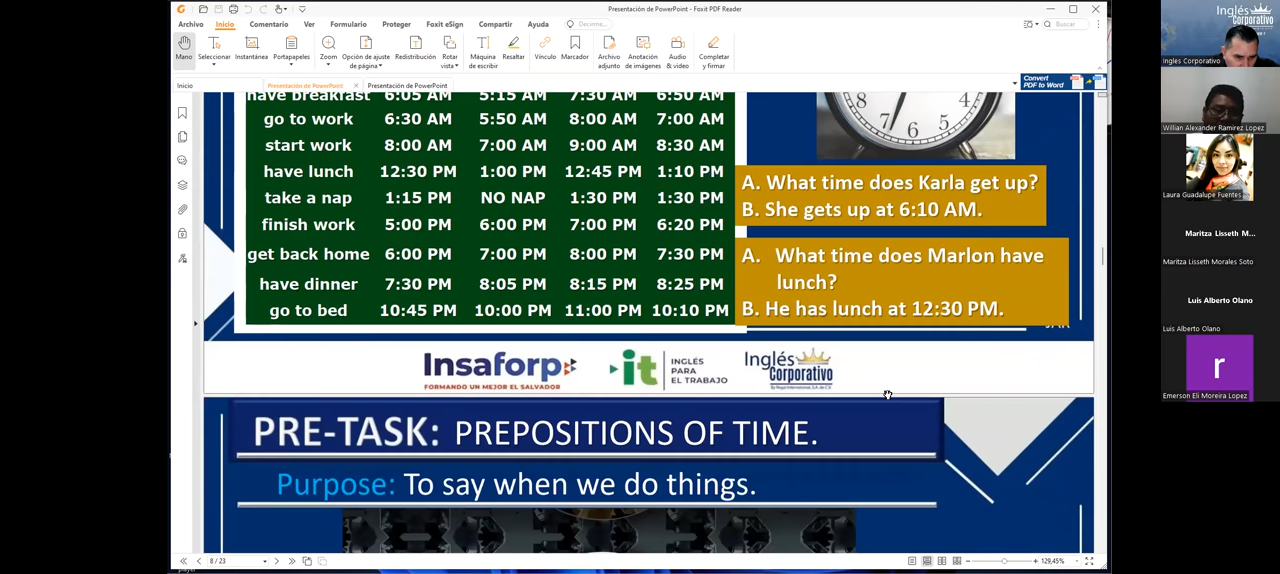 Presentación de PowerPoint - Foxit PDF Reader
Archivo Inicio Comentario Ver Formulario Proteger Foxit eSign Compartir Ayuda Decirme... Buscar
Mano Seleccionar Instantánea Portapapeles Zoom Opción de ajuste de página Redistribución Rotar vista Máquina de escribir Resaltar Vínculo Marcador Archivo adjunto Anotación de imágenes Audio & vídeo Completar y firmar
Inicio Presentación de PowerPoint Presentación de PowerPoint
Convert PDF to Word
have breakfast 6:05 AM 5:15 AM 7:30 AM 6:50 AM
go to work 6:30 AM 5:50 AM 8:00 AM 7:00 AM
start work 8:00 AM 7:00 AM 9:00 AM 8:30 AM
have lunch 12:30 PM 1:00 PM 12:45 PM 1:10 PM
take a nap 1:15 PM NO NAP 1:30 PM 1:30 PM
finish work 5:00 PM 6:00 PM 7:00 PM 6:20 PM
get back home 6:00 PM 7:00 PM 8:00 PM 7:30 PM
have dinner 7:30 PM 8:05 PM 8:15 PM 8:25 PM
go to bed 10:45 PM 10:00 PM 11:00 PM 10:10 PM
8 7 6 5 4
A. What time does Karla get up?
B. She gets up at 6:10 AM.
A. What time does Marlon have
lunch?
B. He has lunch at 12:30 PM.
Insaforp
FORMANDO UN MEJOR EL SALVADOR
it INGLÉS
PARA
EL TRABAJO
Inglés
Corporativo
PRE-TASK: PREPOSITIONS OF TIME.
Purpose: To say when we do things.
8 / 23
129,45%
Inglés
Corporativo
Ingles Corporativo
Willian Alexander Ramirez Lopez
Laura Guadalupe Fuentes
Maritza Lisseth M...
Maritza Lisseth Morales Soto
Luis Alberto Olano
Luis Alberto Olano
r
Emerson Eli Moreira Lopez